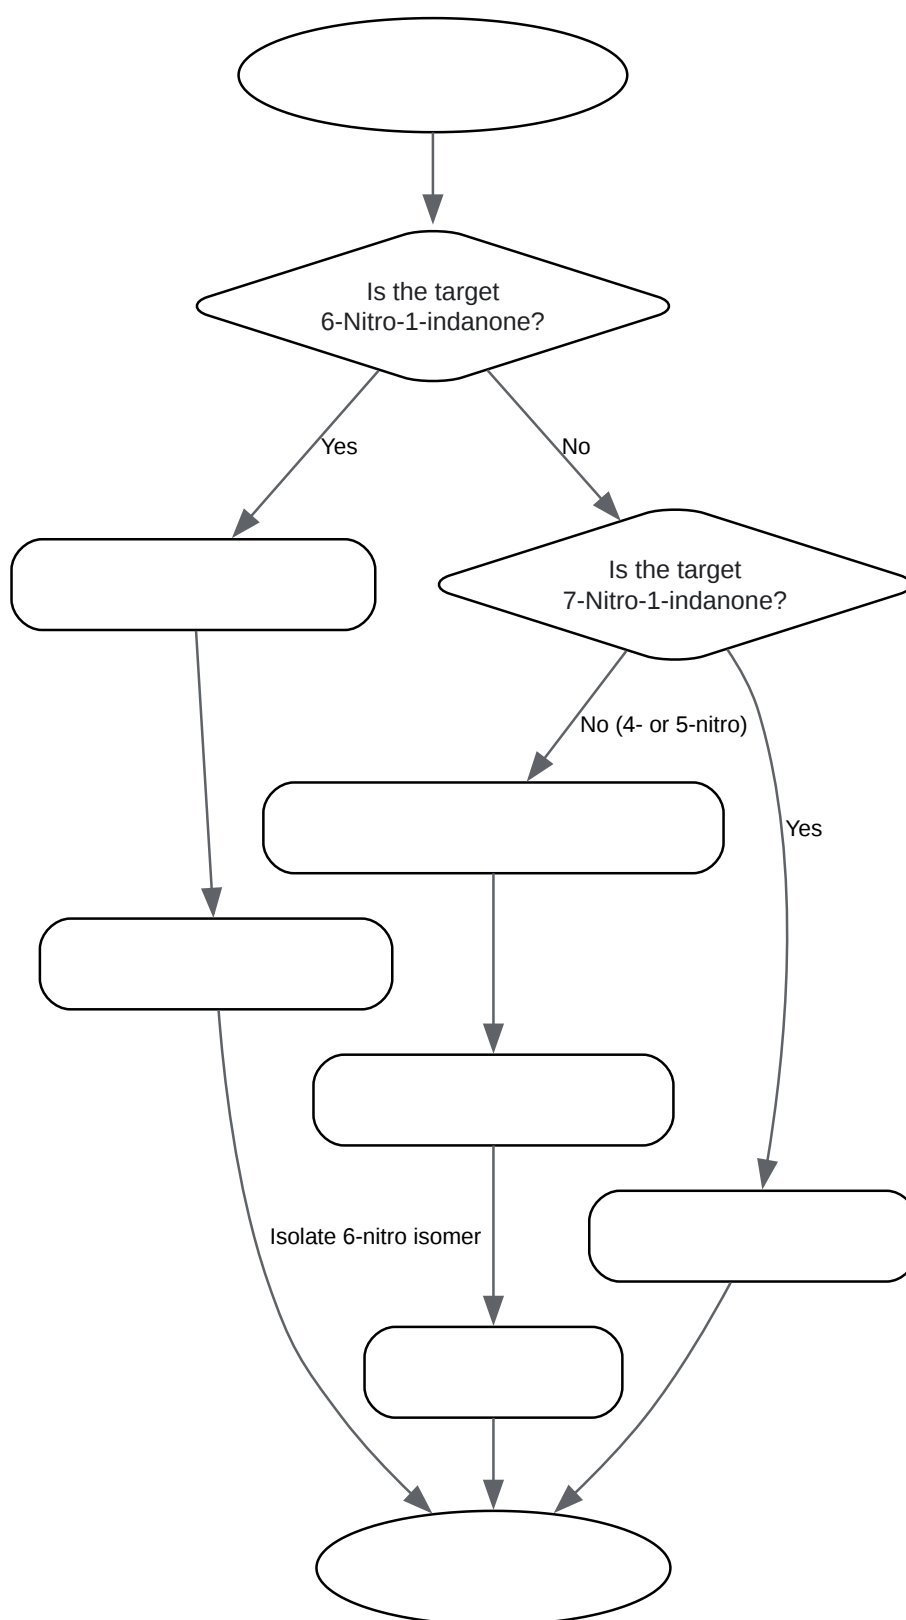 Is the target
6-Nitro-1-indanone?
Yes
No
Is the target
7-Nitro-1-indanone?
No (4- or 5-nitro)
Yes
Isolate 6-nitro isomer